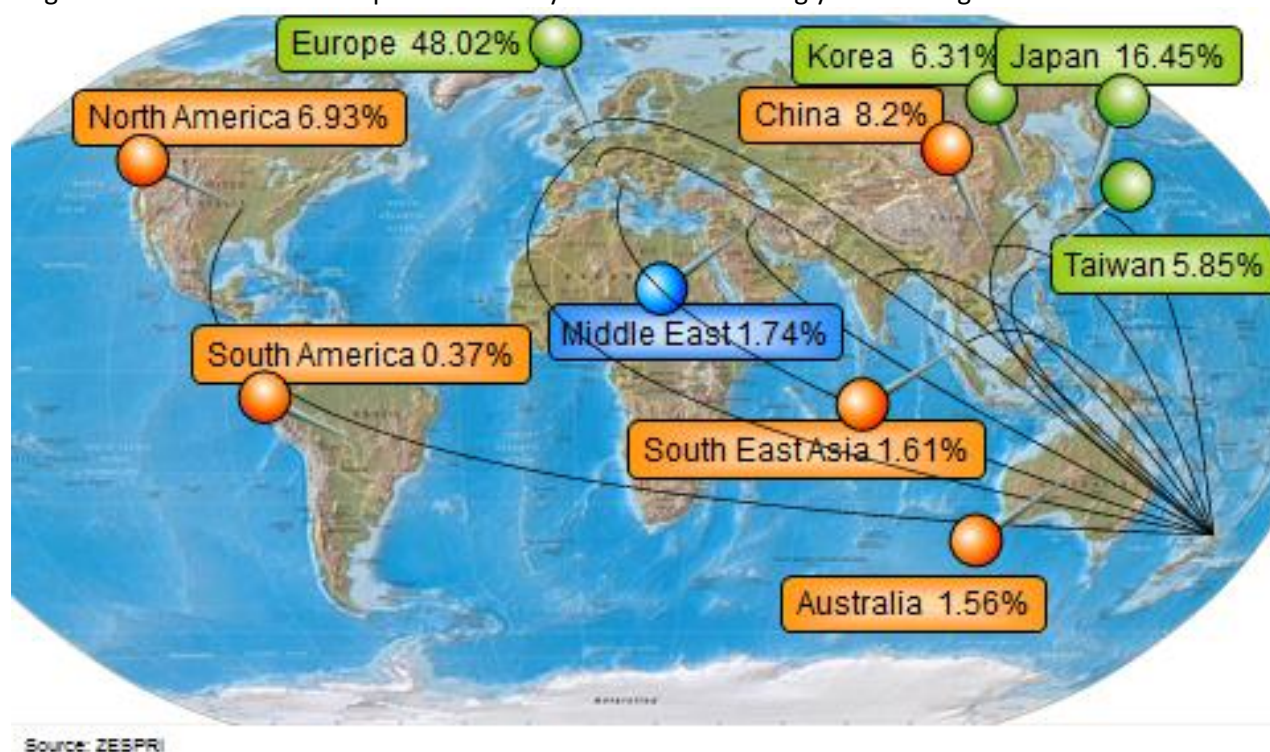 Europe 48.02%
Korea 6.31%
Japan 16.45%
North America 6.93%
China 8.2%
Taiwan 5.85%
Middle East 1.74%
South America 0.37%
South East Asia 1.61%
Australia 1.56%
Source: ZESPRI